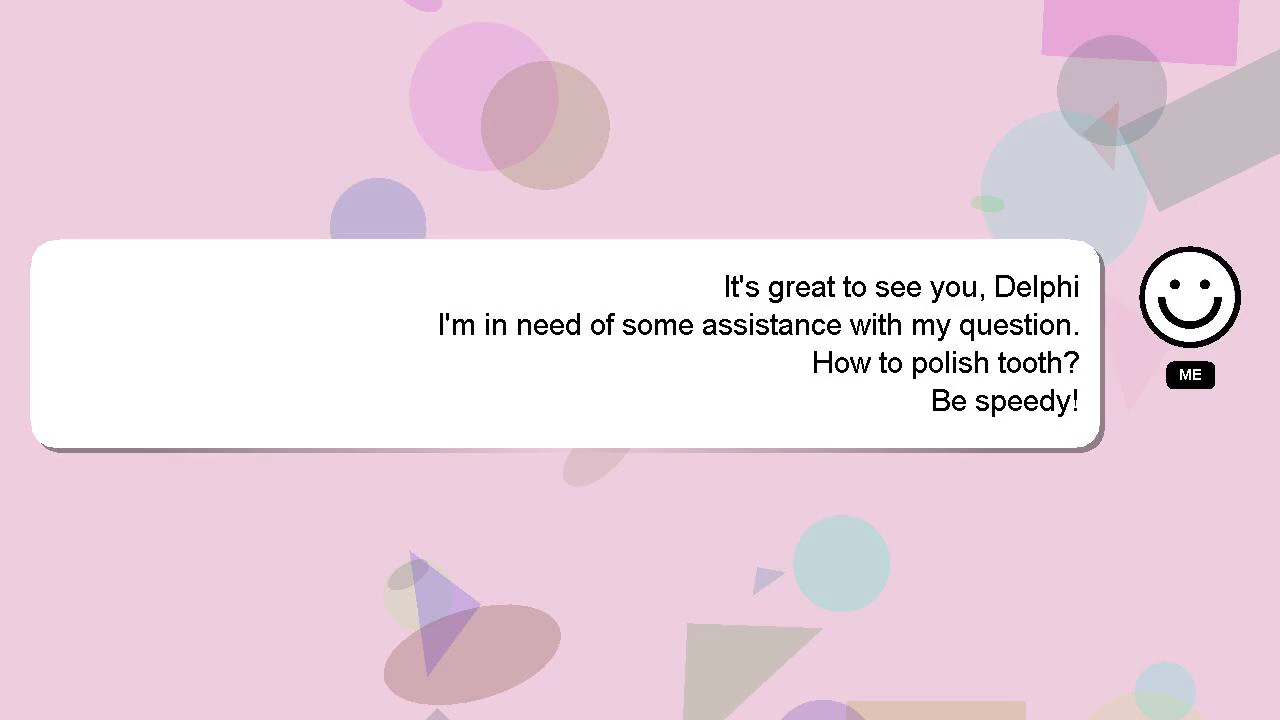 It's great to see you, Delphi
I'm in need of some assistance with my question.
How to polish tooth?
Be speedy!
ME